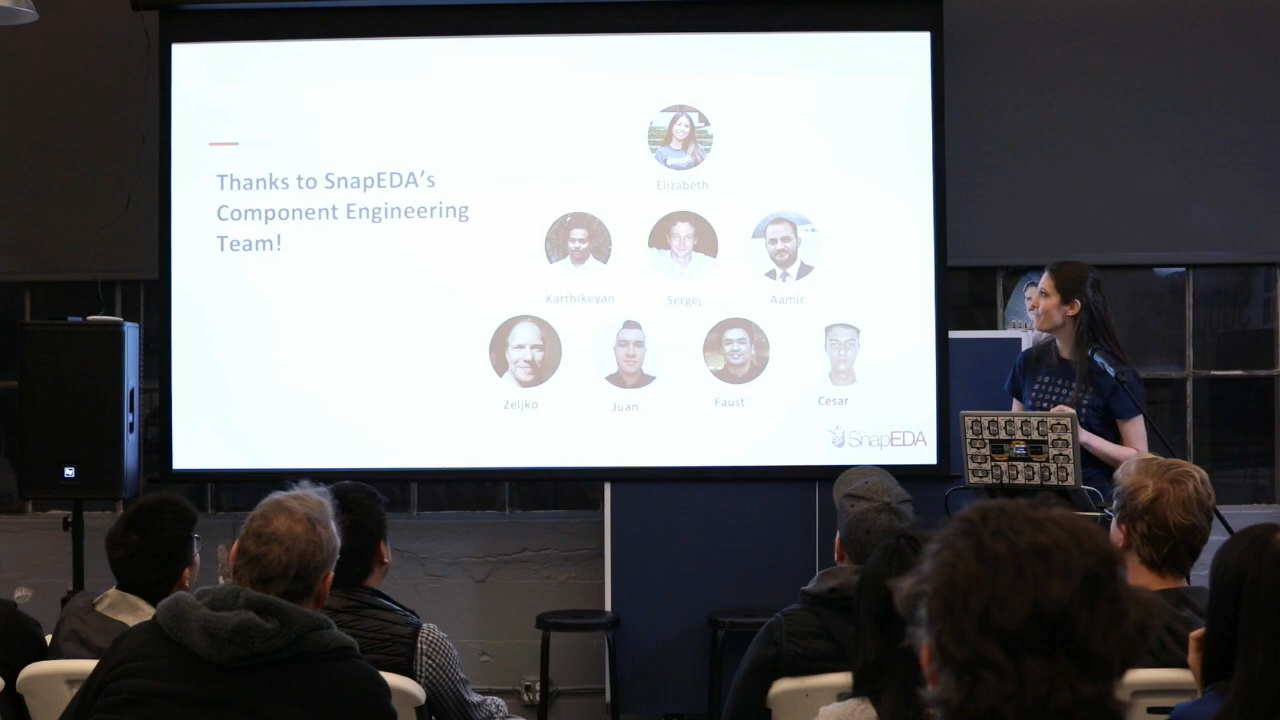 Thanks to SnapEDA's
Component Engineering
Team!
Elizabeth
Karthikeyan
Sergej
Aamir
Zeljko
Juan
Faust
Cesar
SnapEDA